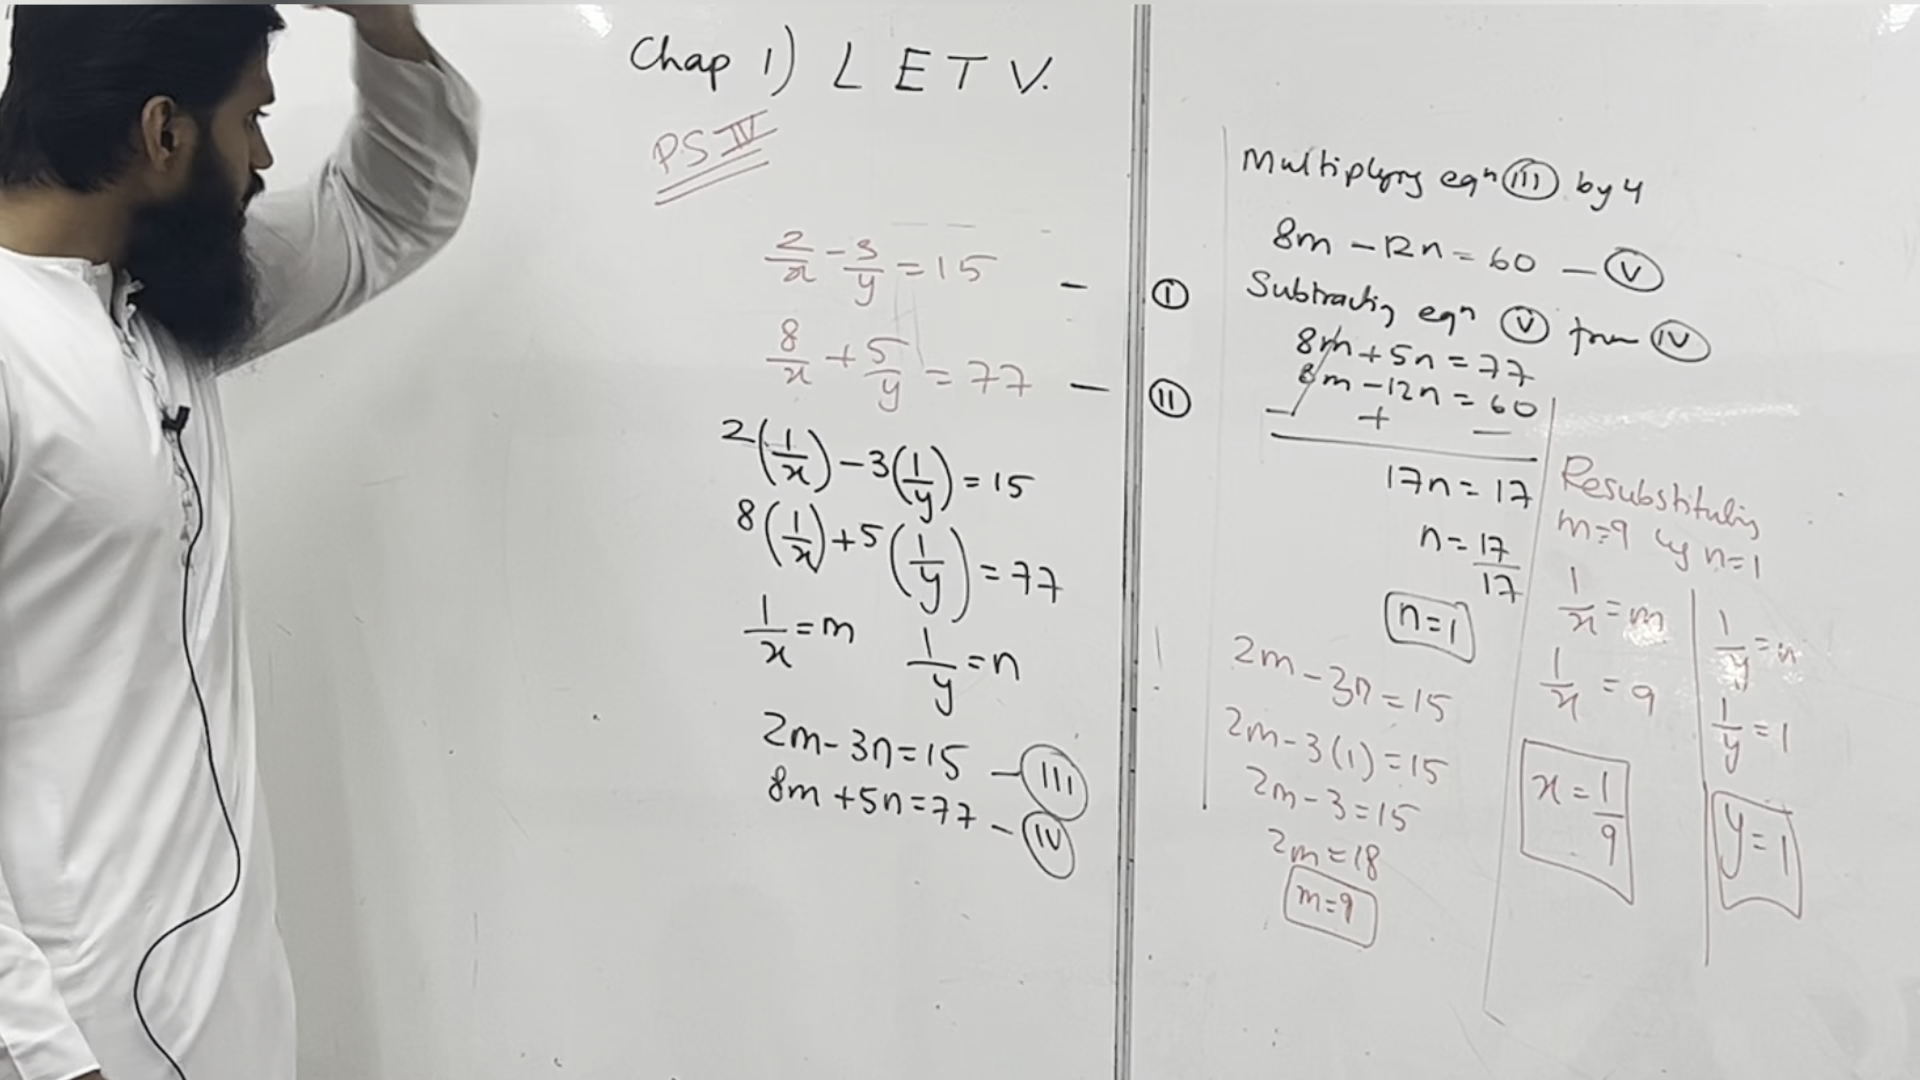 Chap 1) L E T V.
PS IV
2/x - 3/y = 15 — (I)
8/x + 5/y = 77 — (II)
2(1/x) - 3(1/y) = 15
8(1/x) + 5(1/y) = 77
1/x = m 1/y = n
2m - 3n = 15 — (III)
8m + 5n = 77 — (IV)
Multiplying eqⁿ (III) by 4
8m - 12n = 60 — (V)
Subtracting eqⁿ (V) from (IV)
8m + 5n = 77
8m - 12n = 60
- + -
17n = 17
n = 17/17
n = 1
2m - 3n = 15
2m - 3(1) = 15
2m - 3 = 15
2m = 18
m = 9
Resubstituting
m = 9 n = 1
1/x = m
1/x = 9
x = 1/9
1/y = n
1/y = 1
y = 1